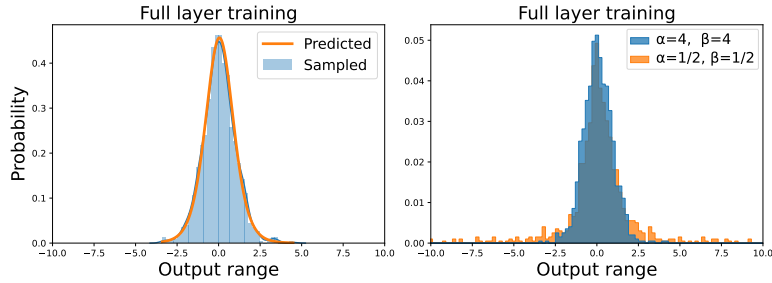 Full layer training
Predicted
Sampled
Probability
0.4
0.3
0.2
0.1
0.0
−10.0 −7.5 −5.0 −2.5 0.0 2.5 5.0 7.5 10.0
Output range
Full layer training
α=4, β=4
α=1/2, β=1/2
0.05
0.04
0.03
0.02
0.01
0.00
−10.0 −7.5 −5.0 −2.5 0.0 2.5 5.0 7.5 10.0
Output range